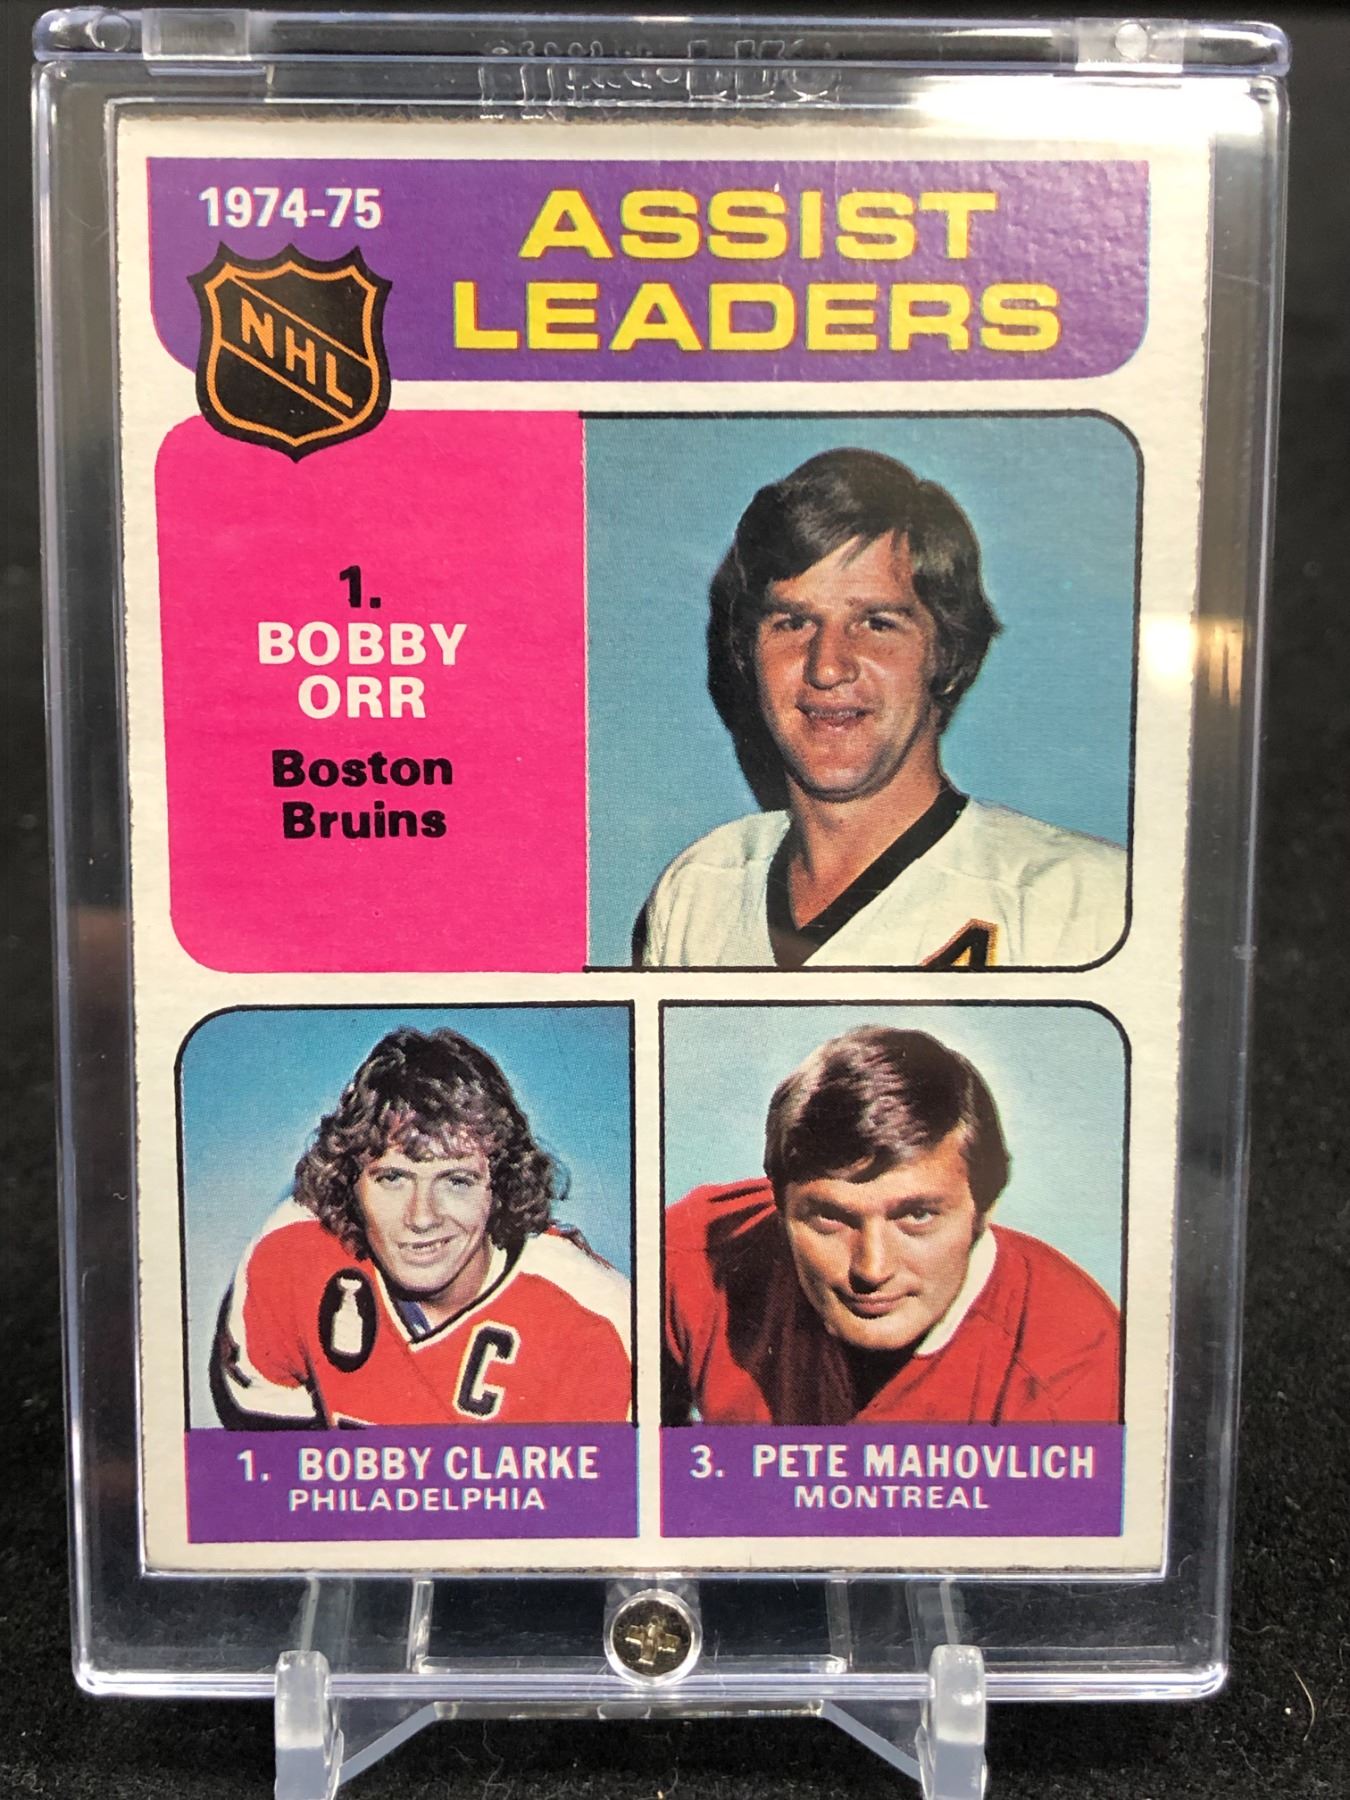 1974-75
ASSIST
LEADERS
NHL
1.
BOBBY
ORR
Boston
Bruins
A
C
1. BOBBY CLARKE
PHILADELPHIA
3. PETE MAHOVLICH
MONTREAL